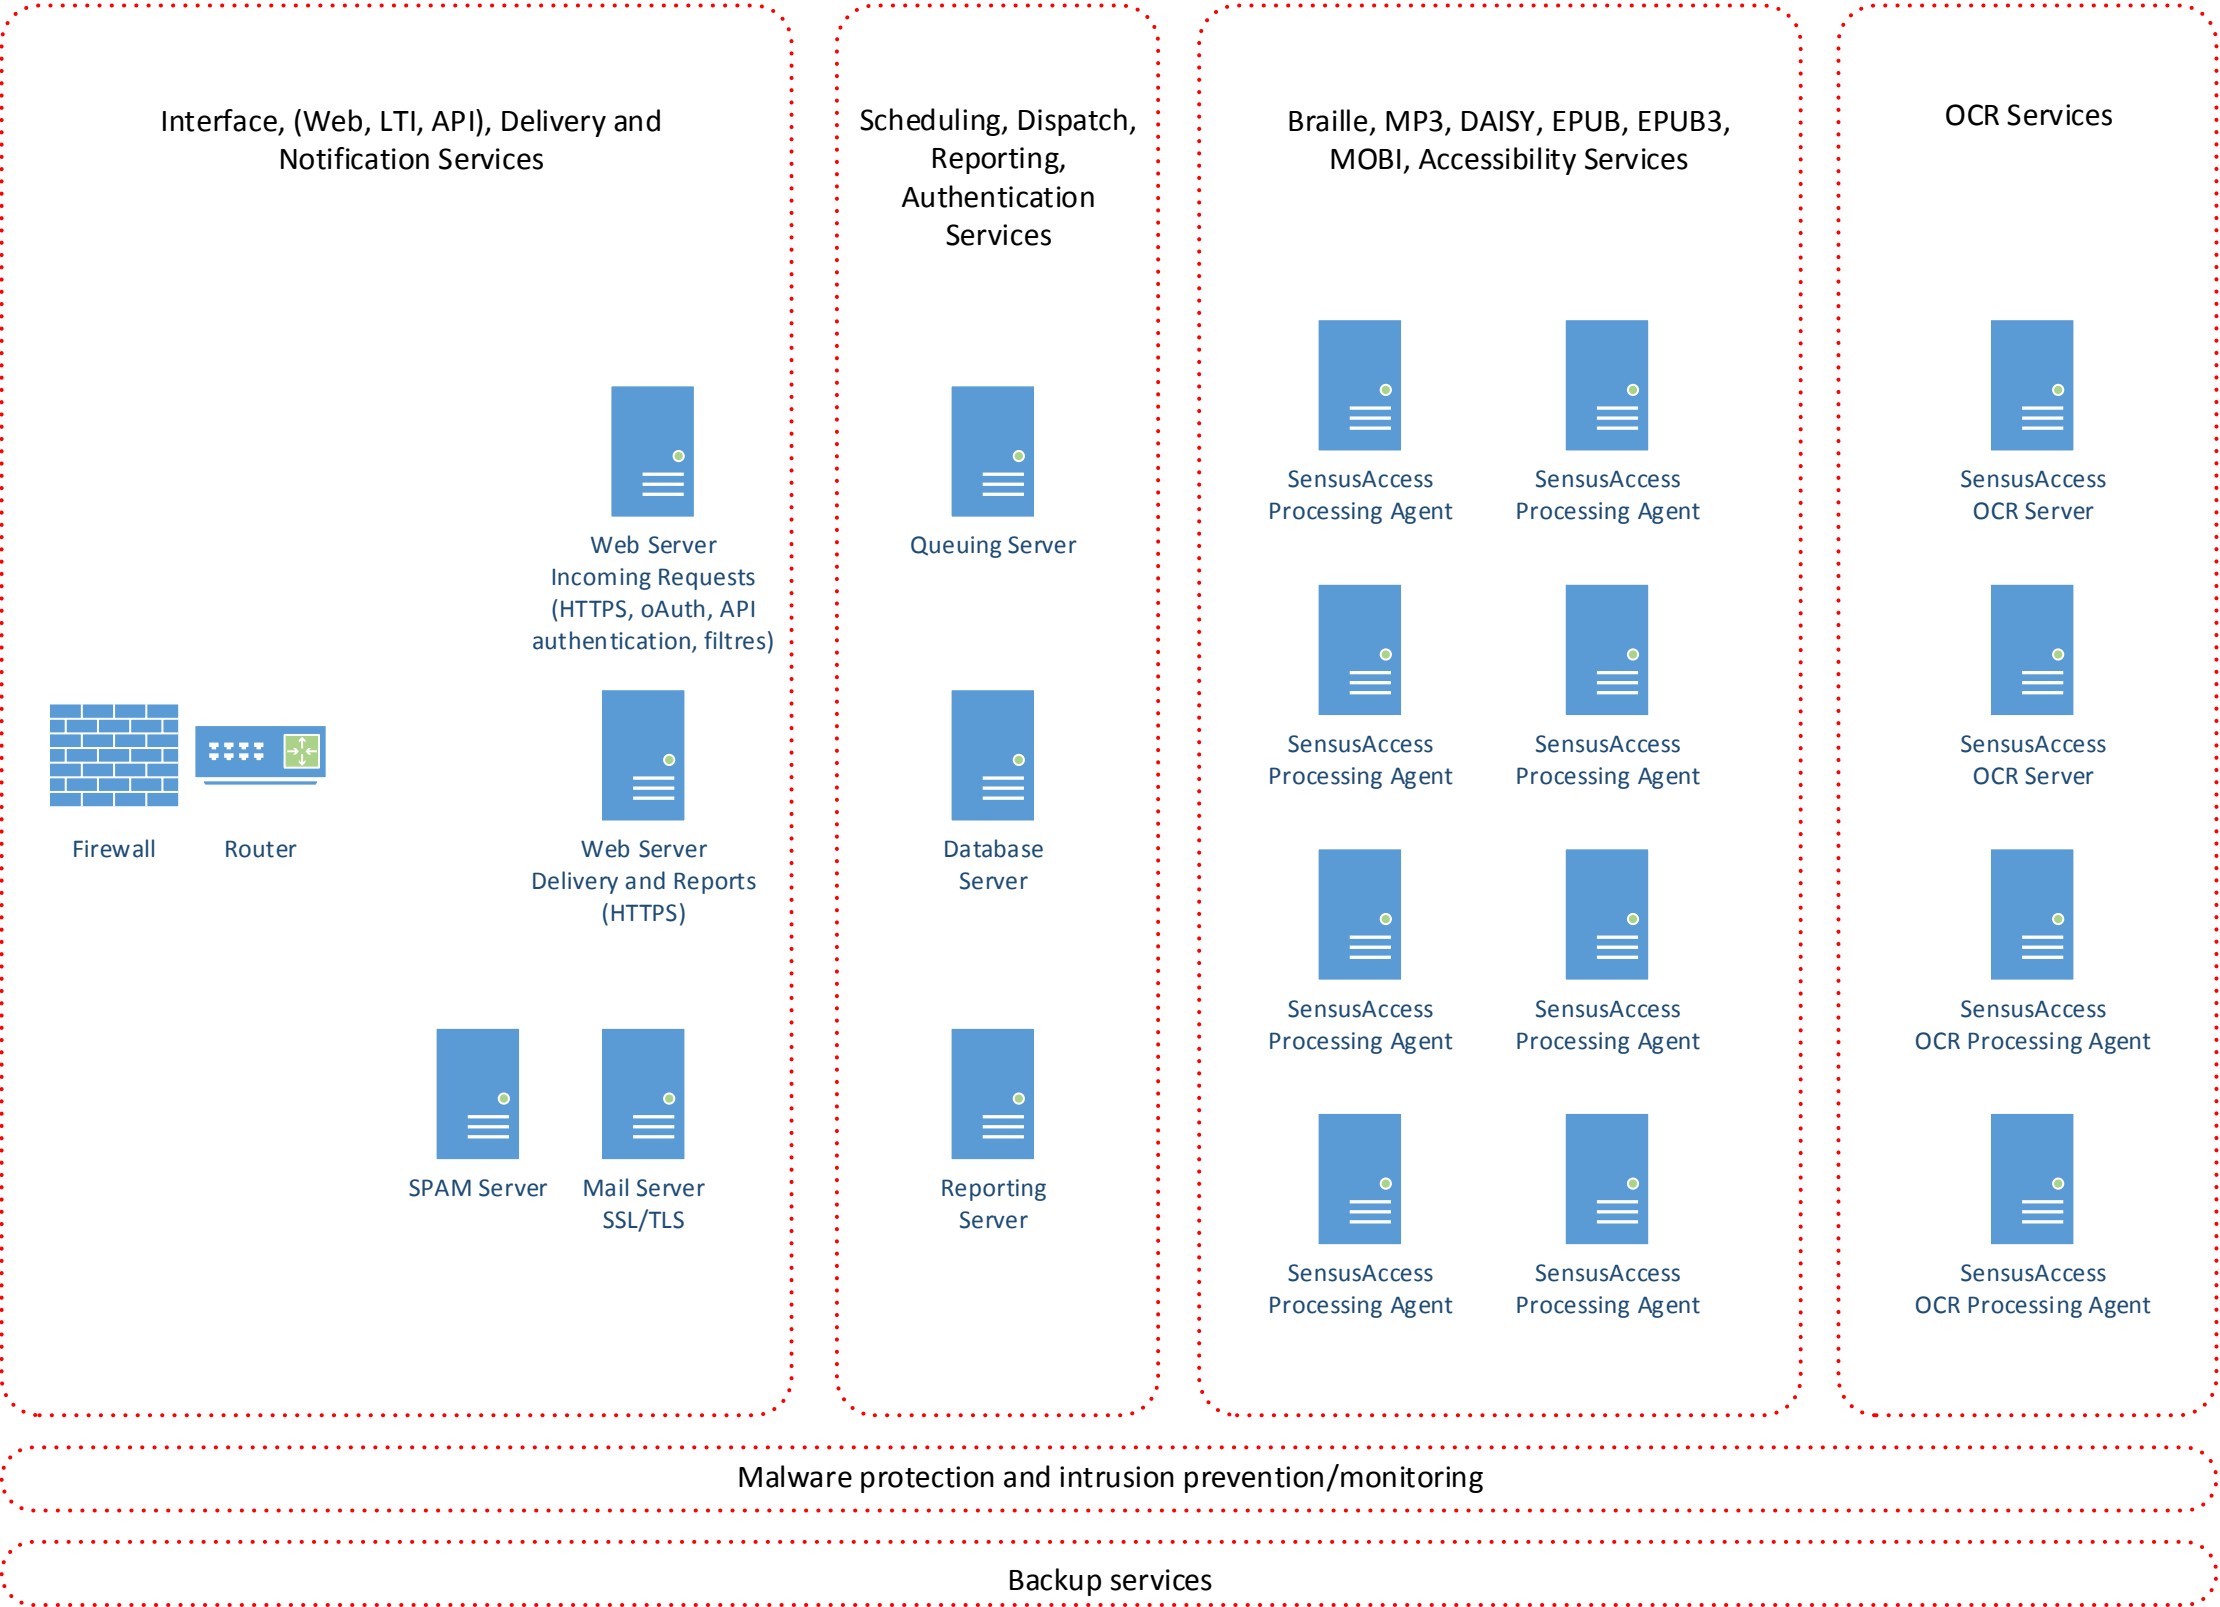 Interface, (Web, LTI, API), Delivery and
Notification Services
Scheduling, Dispatch,
Reporting,
Authentication
Services
Braille, MP3, DAISY, EPUB, EPUB3,
MOBI, Accessibility Services
OCR Services
Firewall
Router
Web Server
Incoming Requests
(HTTPS, oAuth, API
authentication, filtres)
Web Server
Delivery and Reports
(HTTPS)
SPAM Server
Mail Server
SSL/TLS
Queuing Server
Database
Server
Reporting
Server
SensusAccess
Processing Agent
SensusAccess
Processing Agent
SensusAccess
Processing Agent
SensusAccess
Processing Agent
SensusAccess
Processing Agent
SensusAccess
Processing Agent
SensusAccess
Processing Agent
SensusAccess
Processing Agent
SensusAccess
OCR Server
SensusAccess
OCR Server
SensusAccess
OCR Processing Agent
SensusAccess
OCR Processing Agent
Malware protection and intrusion prevention/monitoring
Backup services